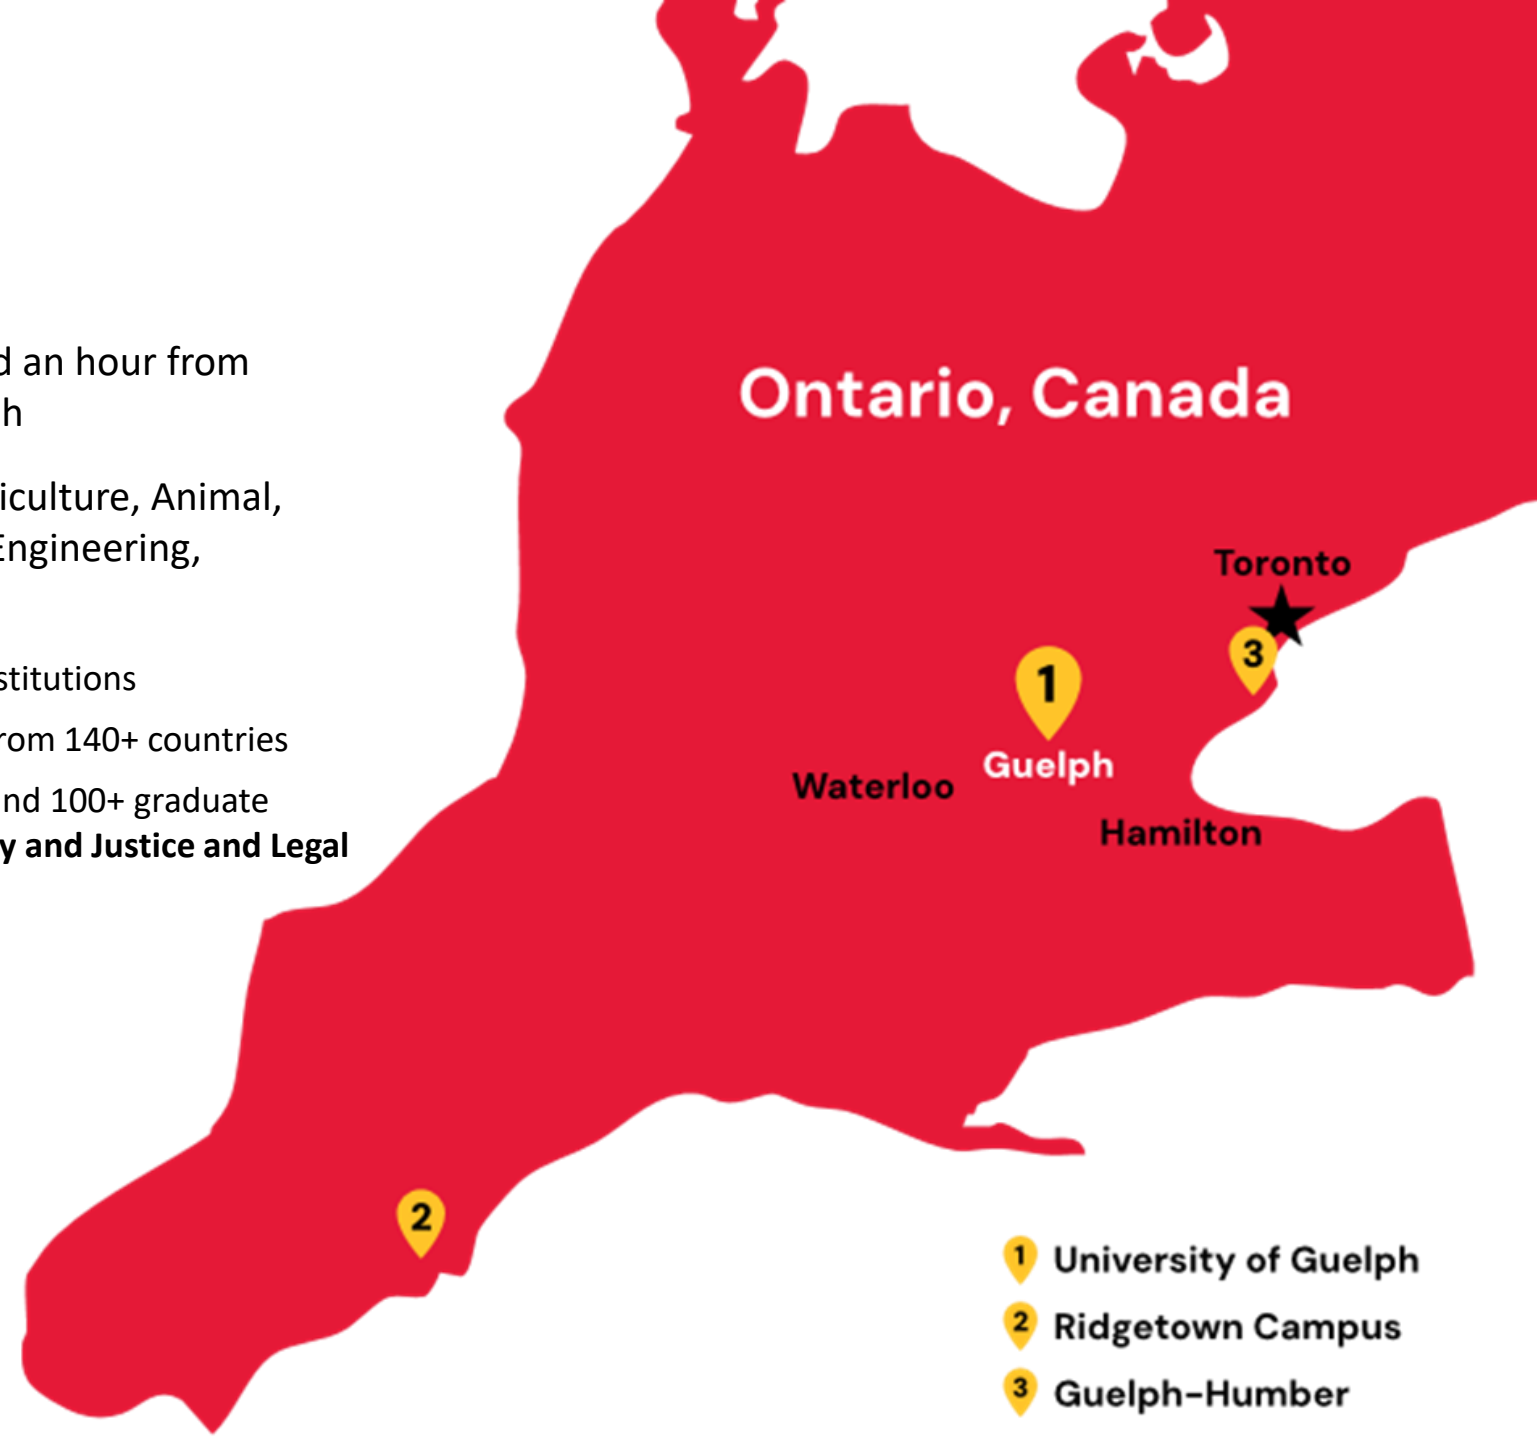 d an hour from
h
iculture, Animal,
Engineering,
stitutions
rom 140+ countries
nd 100+ graduate
y and Justice and Legal
Ontario, Canada
Toronto
3
1
Guelph
Waterloo
Hamilton
2
1 University of Guelph
2 Ridgetown Campus
3 Guelph-Humber